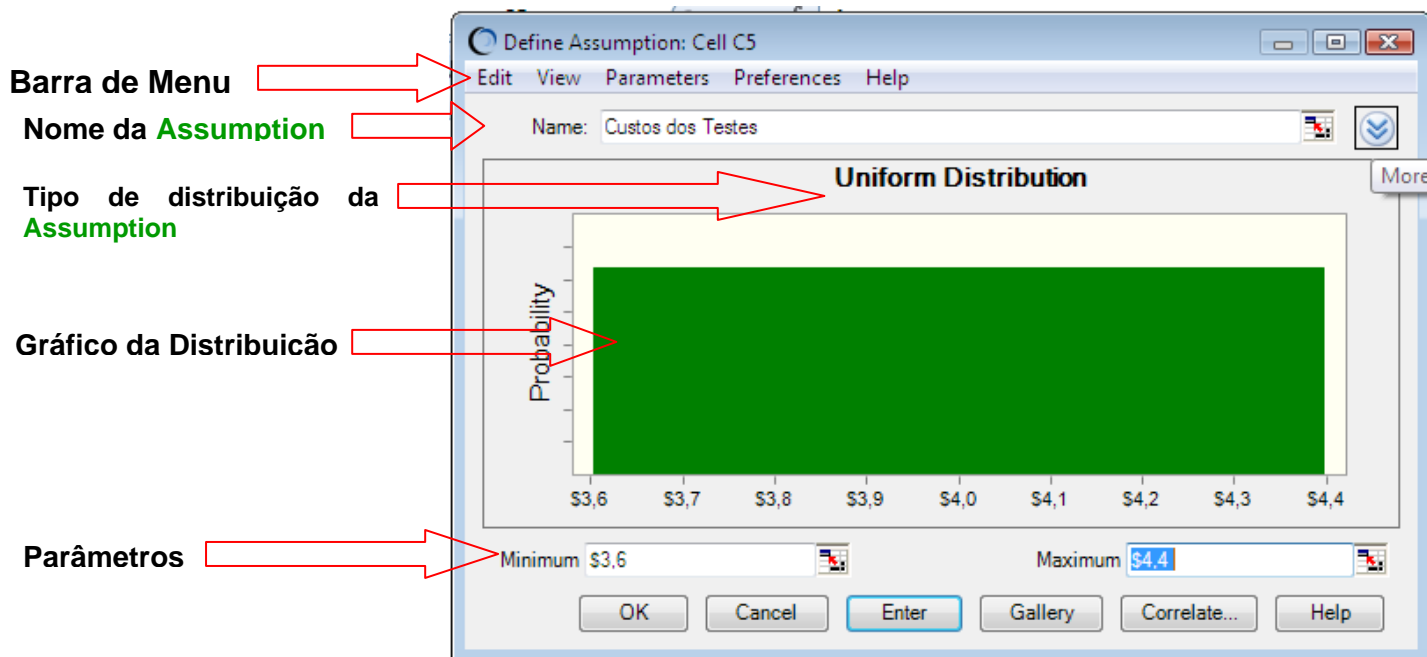 Define Assumption: Cell C5
Barra de Menu
Edit View Parameters Preferences Help
Nome da Assumption
Name: Custos dos Testes
More
Tipo de distribuição da
Assumption
Uniform Distribution
Gráfico da Distribuicão
Probability
$3,6 $3,7 $3,8 $3,9 $4,0 $4,1 $4,2 $4,3 $4,4
Parâmetros
Minimum $3,6 Maximum $4,4
OK Cancel Enter Gallery Correlate... Help